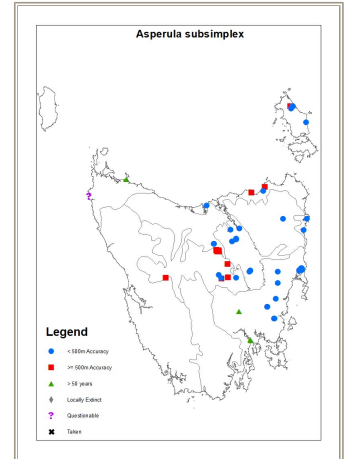 Asperula subsimplex
?
Legend
< 500m Accuracy
>= 500m Accuracy
> 50 years
Locally Extinct
? Questionable
Taken